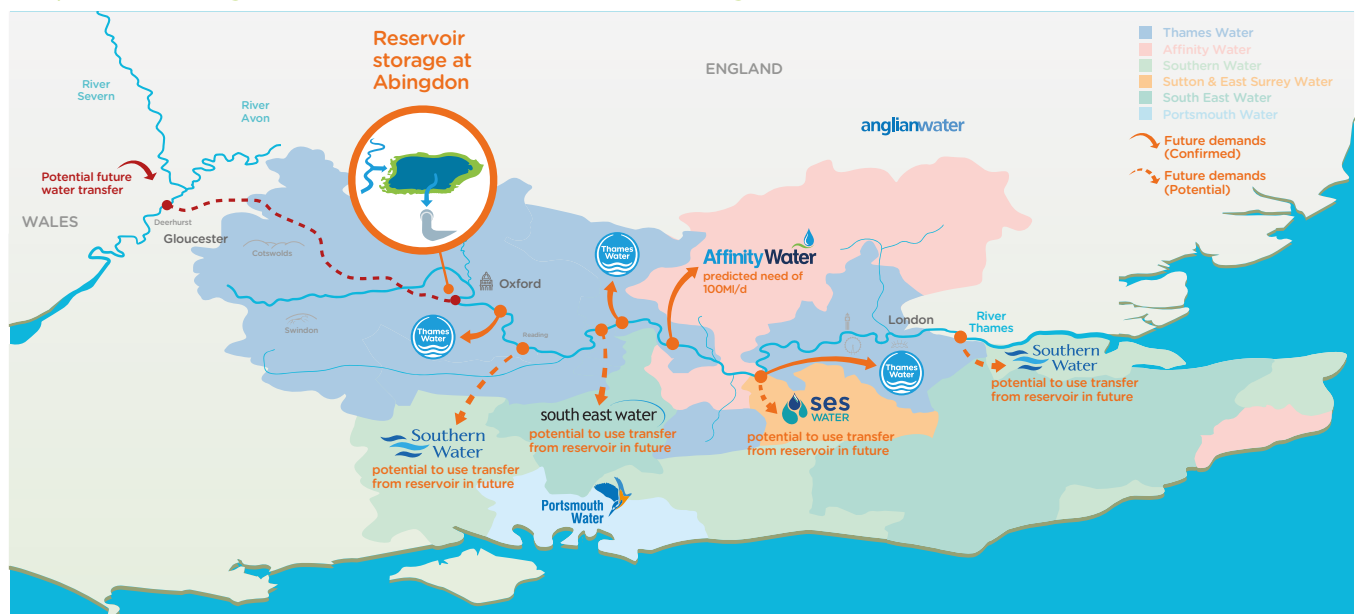 Reservoir
storage at
Abingdon
ENGLAND
Thames Water
Affinity Water
Southern Water
Sutton & East Surrey Water
South East Water
Portsmouth Water
Future demands
(Confirmed)
Future demands
(Potential)
River
Severn
River
Avon
anglianwater
Potential future
water transfer
WALES
Deerhurst
Gloucester
Cotswolds
Swindon
Oxford
Thames
Water
Thames
Water
Reading
AffinityWater
predicted need of
100Ml/d
London
River
Thames
Thames
Water
Southern
Water
potential to use transfer
from reservoir in future
ses
WATER
potential to use transfer
from reservoir in future
south east water
potential to use transfer
from reservoir in future
Southern
Water
potential to use transfer
from reservoir in future
Portsmouth
Water